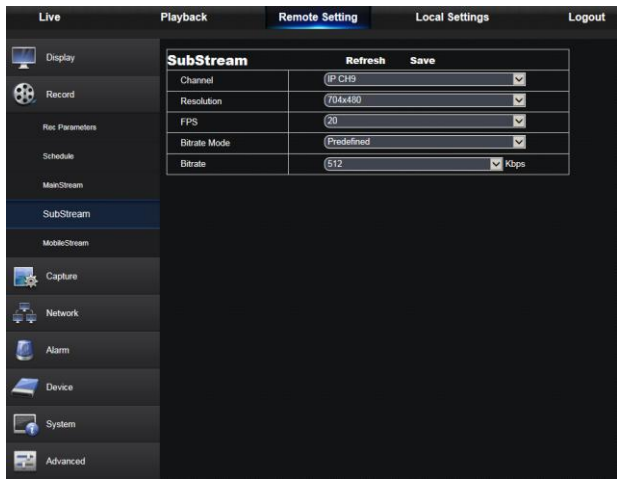 Live Playback Remote Setting Local Settings Logout
Display
Record
Rec Parameters
Schedule
MainStream
SubStream
MobileStream
Capture
Network
Alarm
Device
System
Advanced
SubStream Refresh Save
Channel IP CH9
Resolution 704x480
FPS 20
Bitrate Mode Predefined
Bitrate 512 Kbps